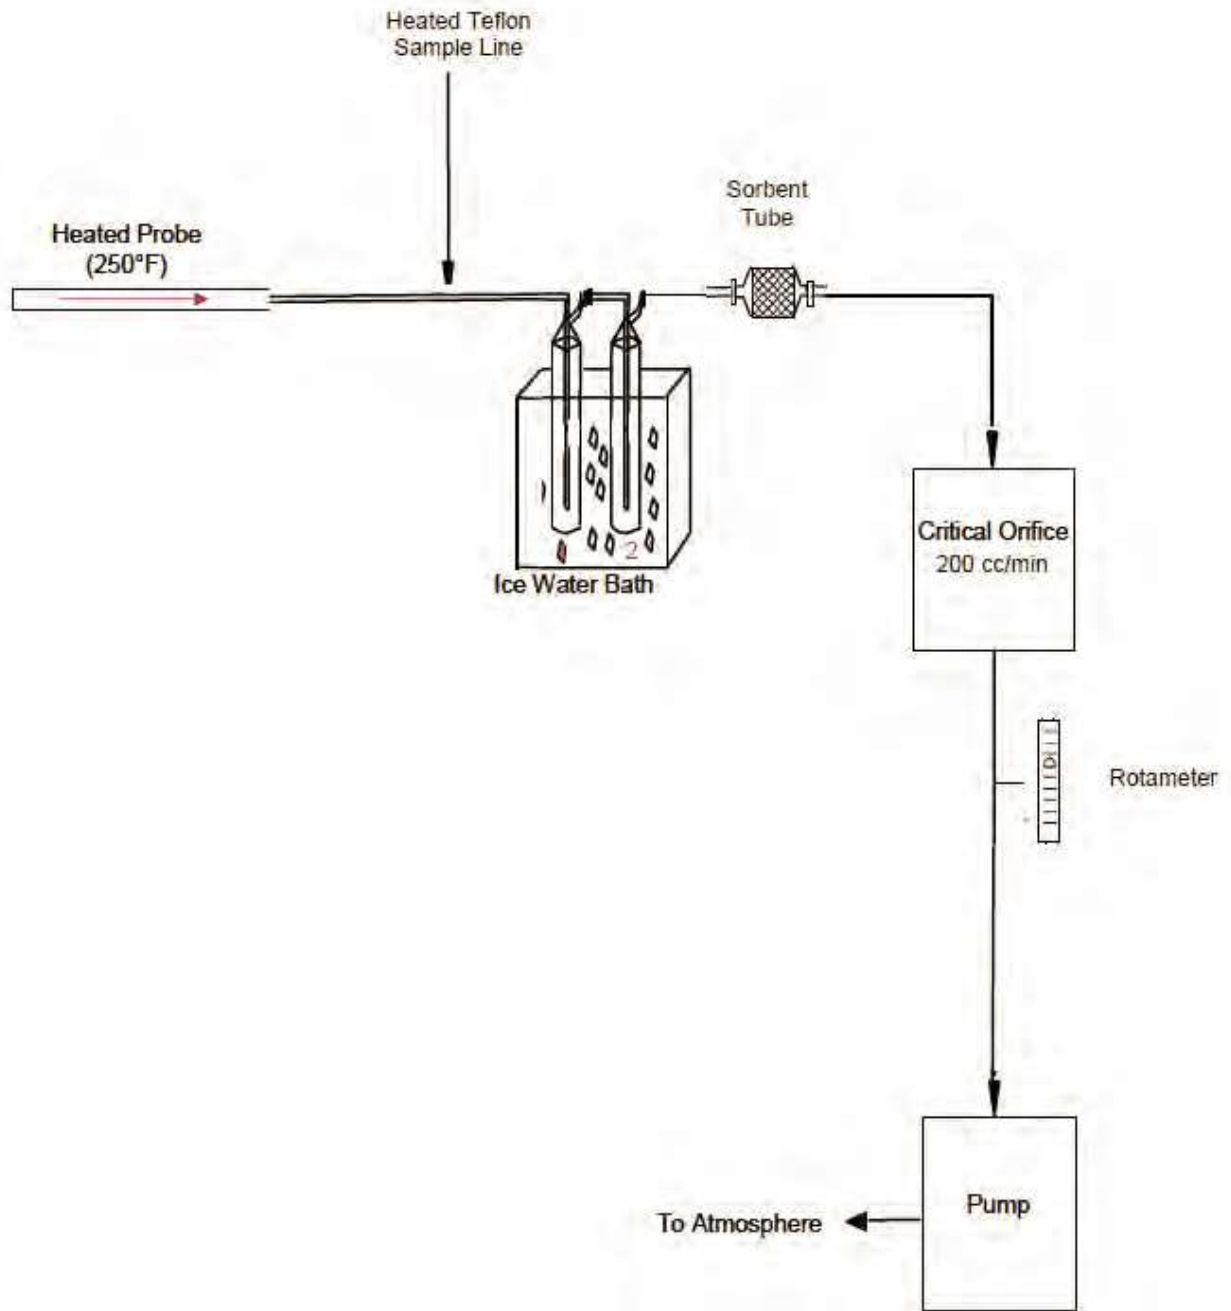 Heated Teflon
Sample Line
Sorbent
Tube
Heated Probe
(250°F)
2
Ice Water Bath
Critical Orifice
200 cc/min
Rotameter
To Atmosphere
Pump